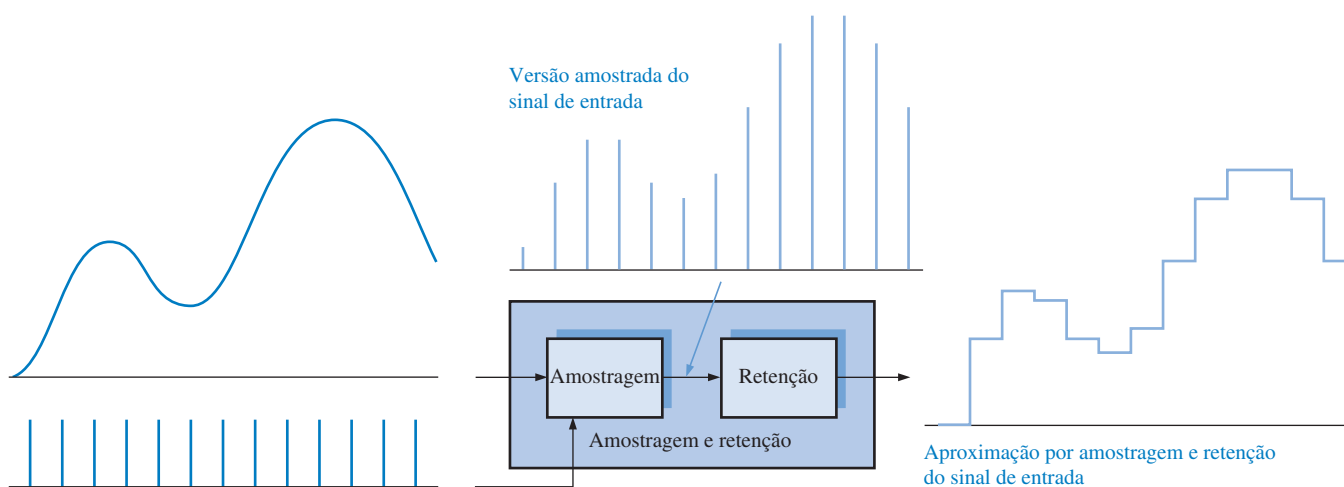 Versão amostrada do
sinal de entrada
Amostragem
Retenção
Amostragem e retenção
Aproximação por amostragem e retenção
do sinal de entrada